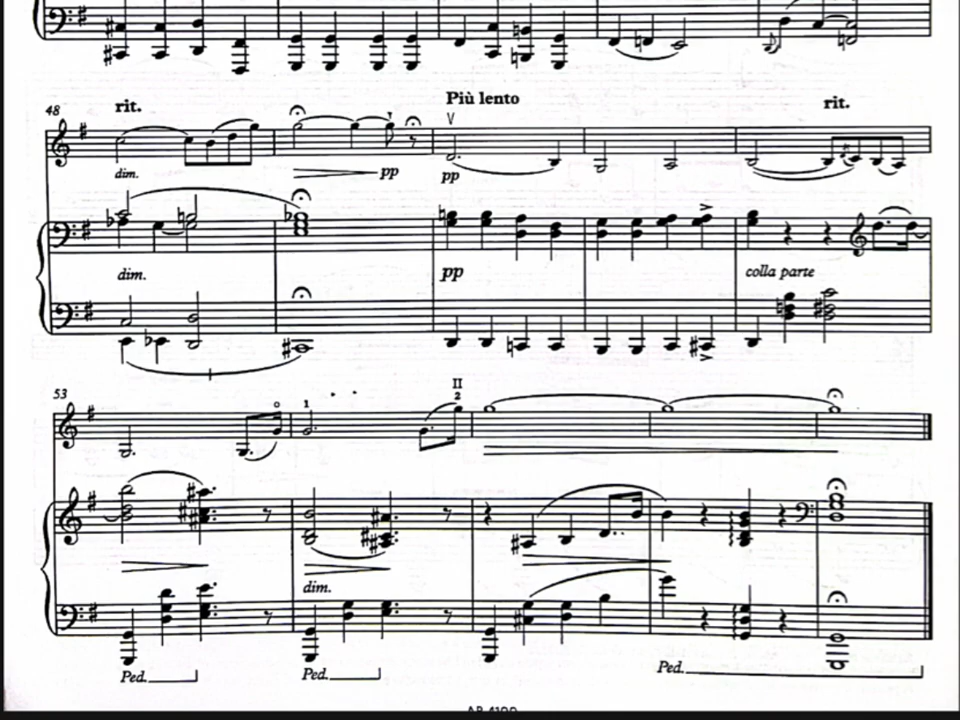 48
rit.
Più lento
rit.
dim.
pp
pp
dim.
pp
colla parte
53
1
II
2
dim.
Ped.
Ped.
Ped.